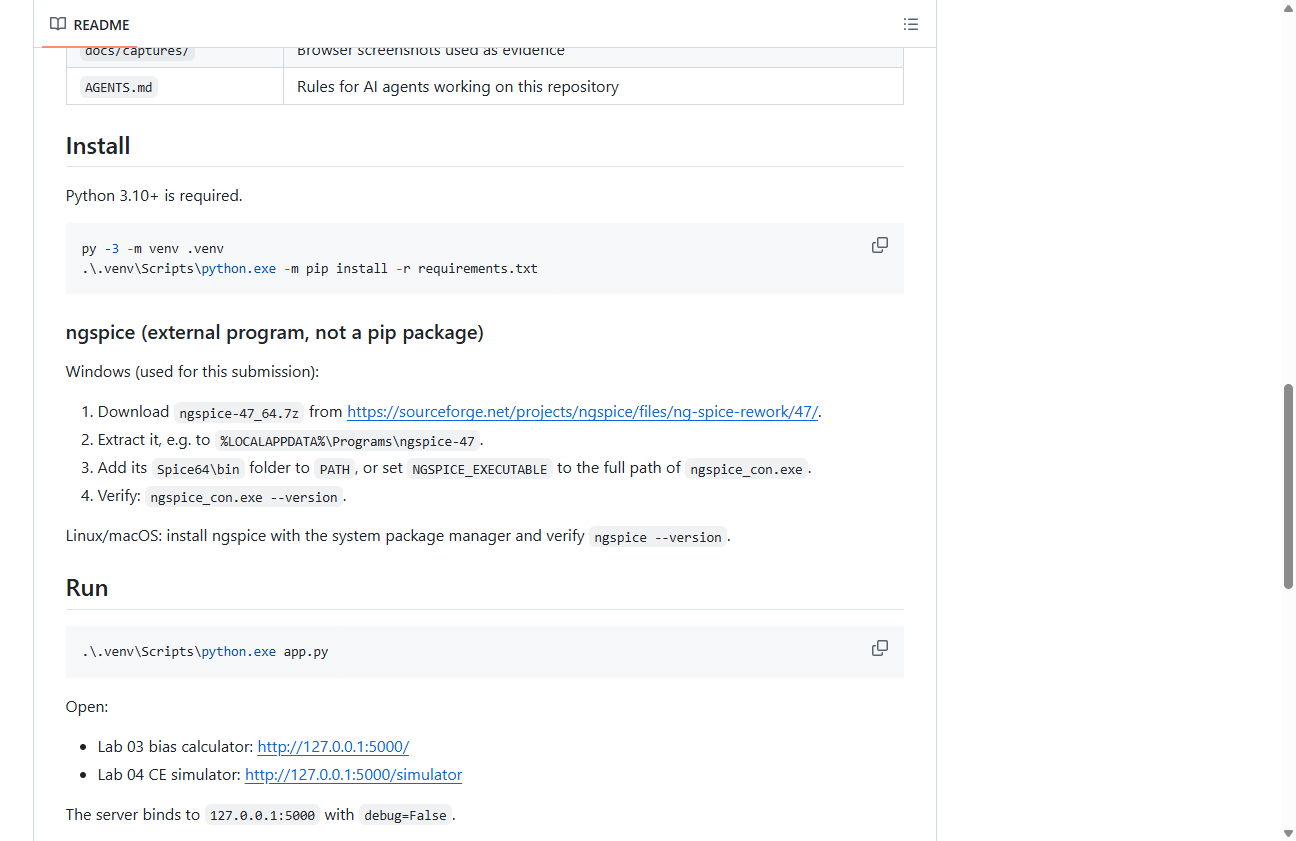 README
docs/captures/ Browser screenshots used as evidence
AGENTS.md Rules for AI agents working on this repository
Install
Python 3.10+ is required.
py -3 -m venv .venv
.\.venv\Scripts\python.exe -m pip install -r requirements.txt
ngspice (external program, not a pip package)
Windows (used for this submission):
1. Download ngspice-47_64.7z from https://sourceforge.net/projects/ngspice/files/ng-spice-rework/47/.
2. Extract it, e.g. to %LOCALAPPDATA%\Programs\ngspice-47.
3. Add its Spice64\bin folder to PATH, or set NGSPICE_EXECUTABLE to the full path of ngspice_con.exe.
4. Verify: ngspice_con.exe --version.
Linux/macOS: install ngspice with the system package manager and verify ngspice --version.
Run
.\.venv\Scripts\python.exe app.py
Open:
• Lab 03 bias calculator: http://127.0.0.1:5000/
• Lab 04 CE simulator: http://127.0.0.1:5000/simulator
The server binds to 127.0.0.1:5000 with debug=False.